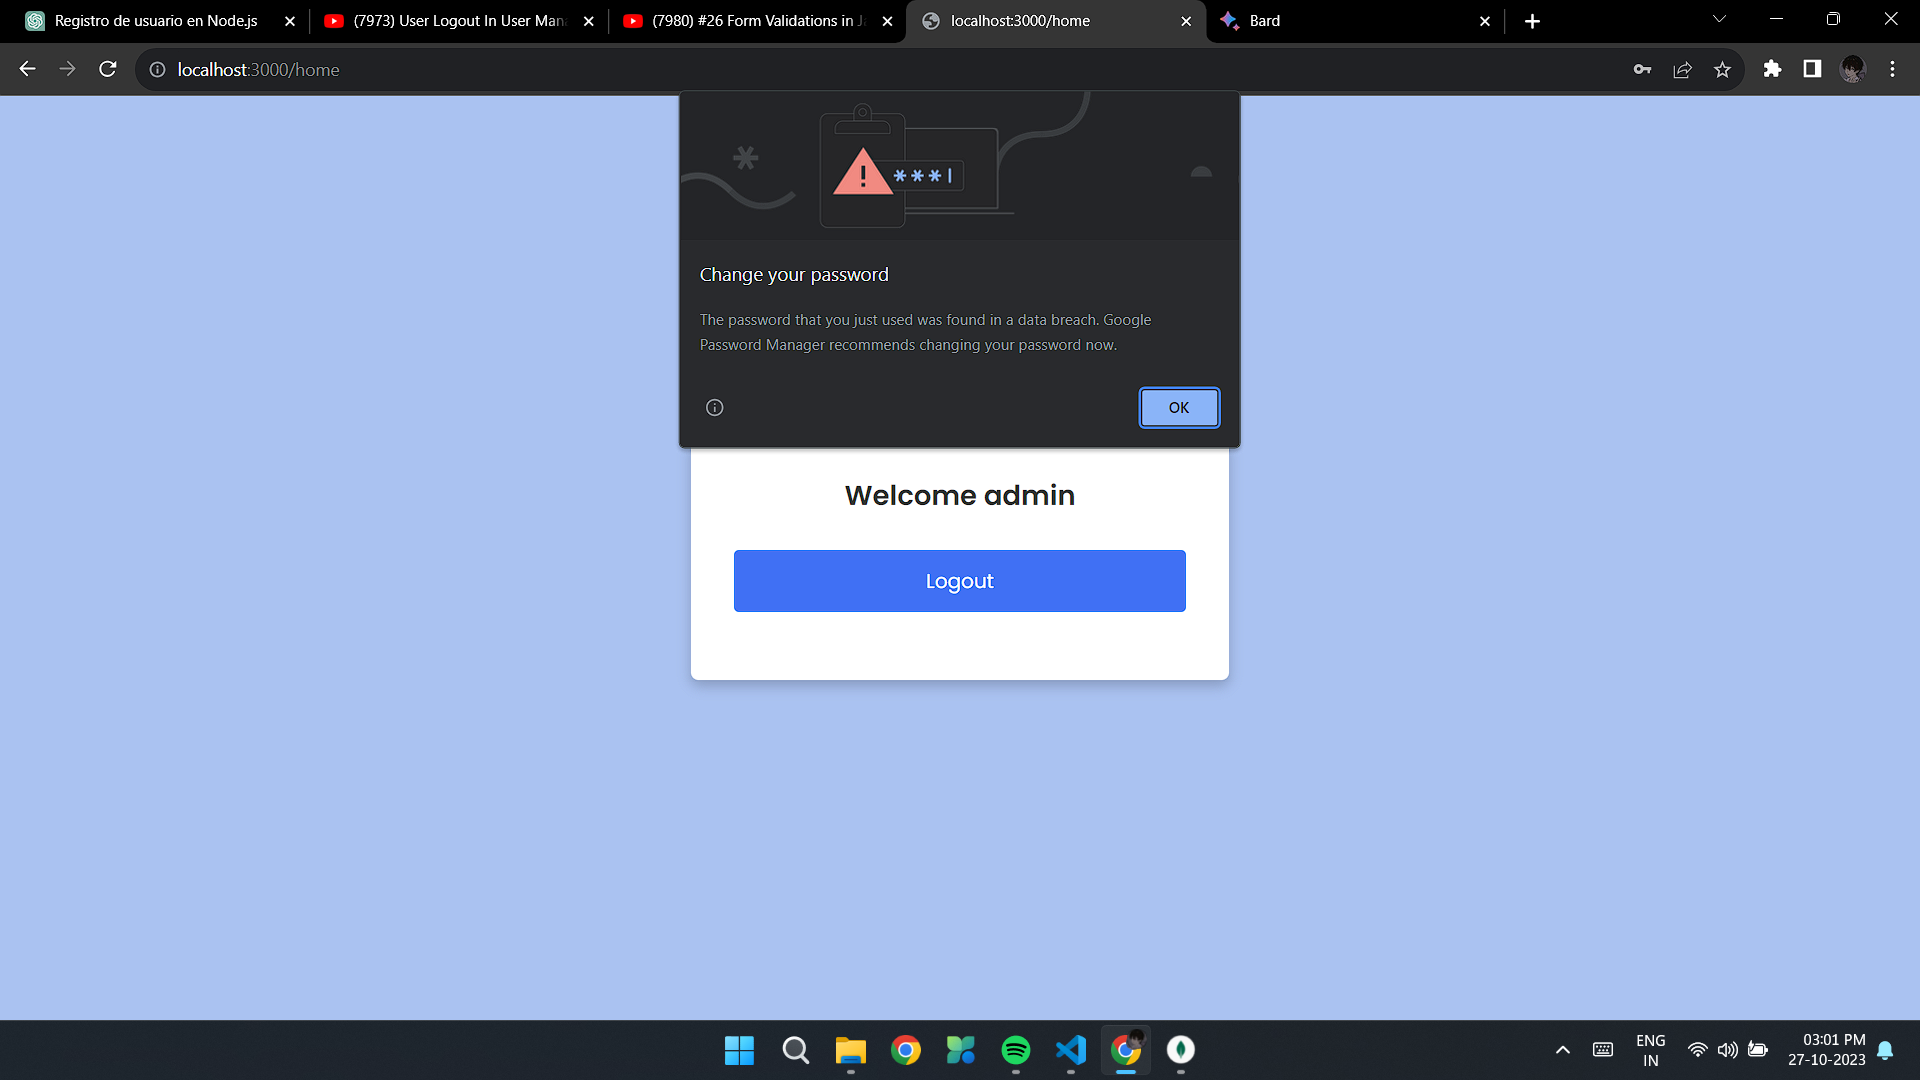 Registro de usuario en Node.js
(7973) User Logout In User Man
(7980) #26 Form Validations in J
localhost:3000/home
Bard
localhost:3000/home
***|
Change your password
The password that you just used was found in a data breach. Google
Password Manager recommends changing your password now.
OK
Welcome admin
Logout
ENG
IN
03:01 PM
27-10-2023